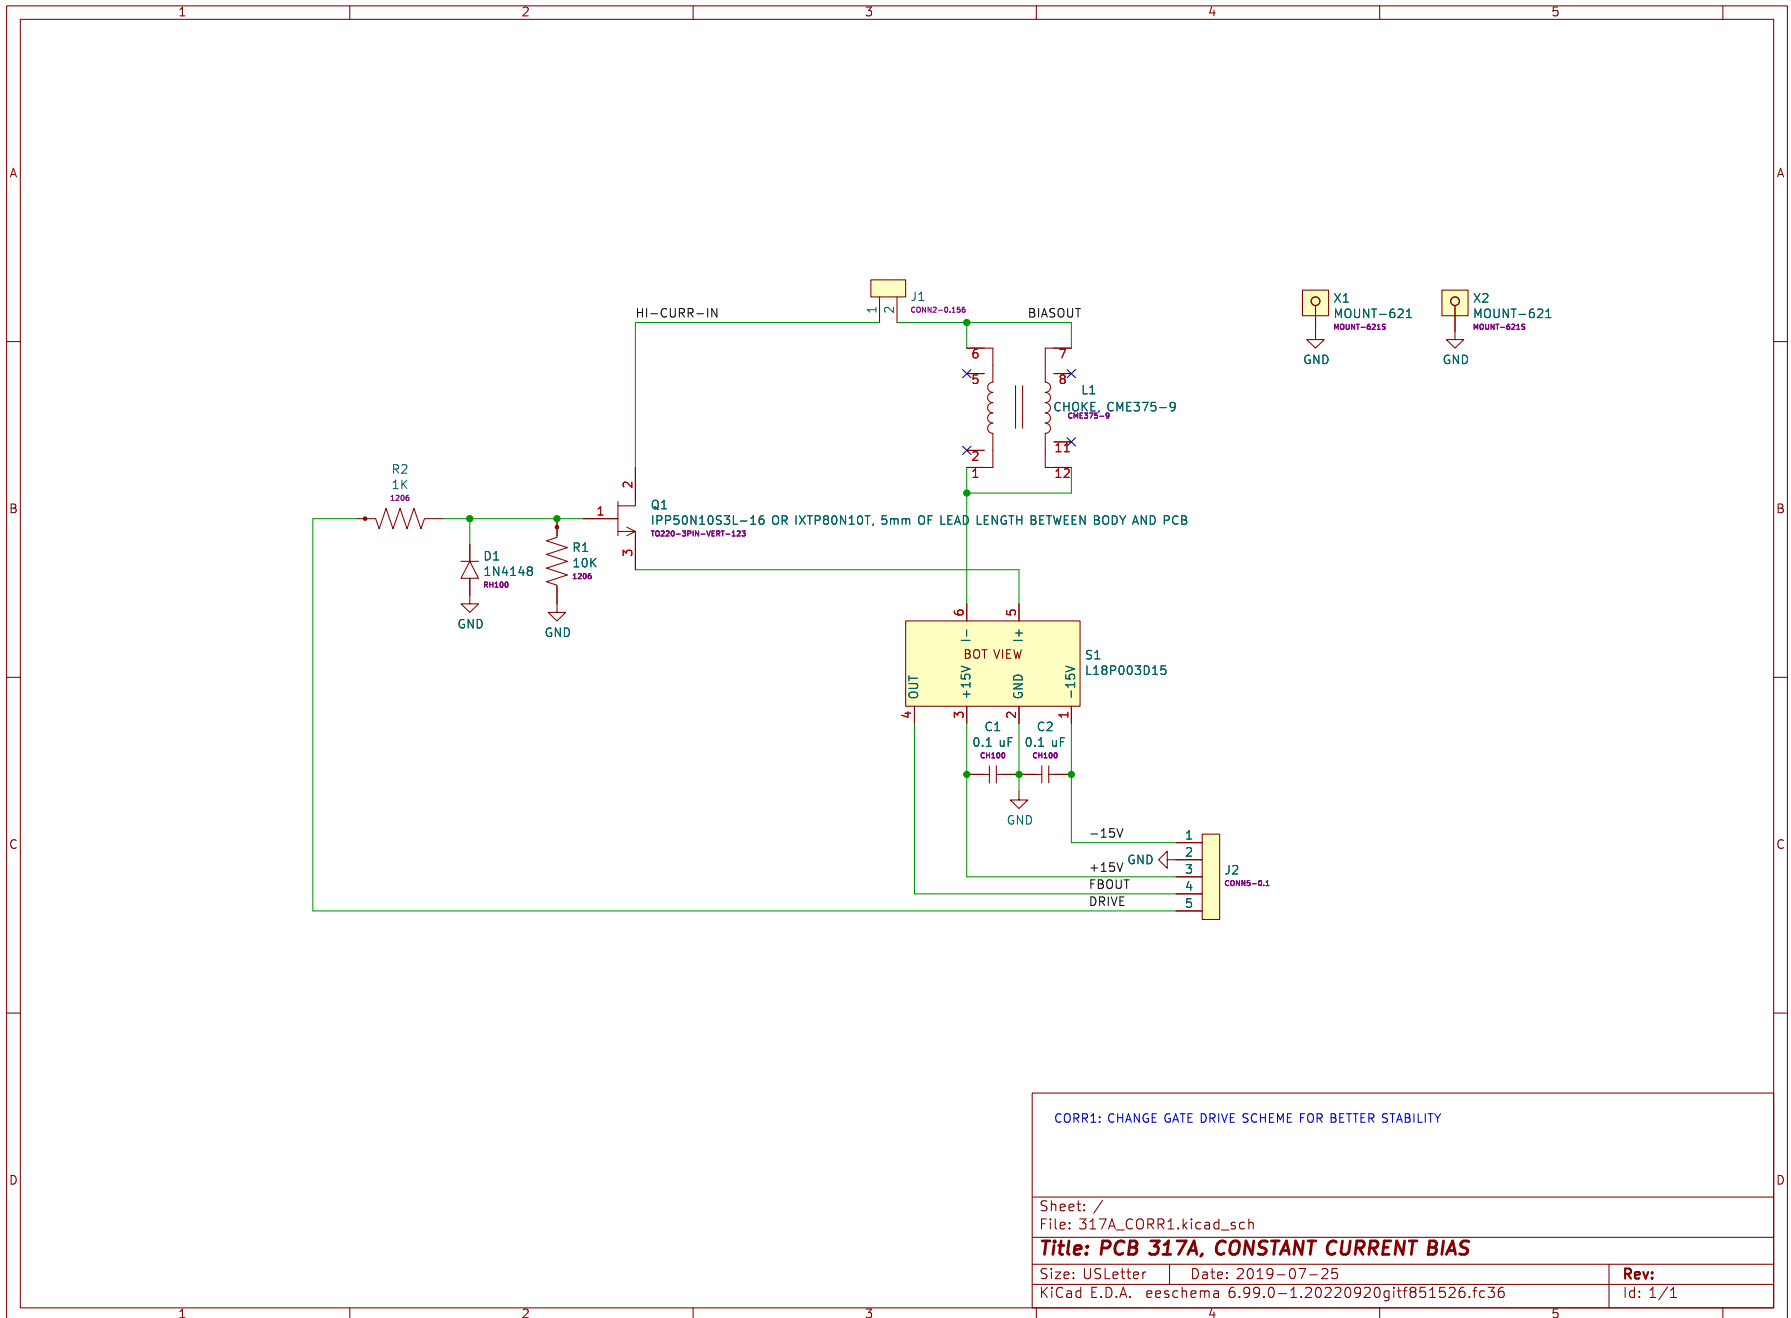 1 2 3 4 5
A A
J1
CONN2-0.156
1 2
HI-CURR-IN
BIASOUT
X1
MOUNT-621
MOUNT-621S
GND
X2
MOUNT-621
MOUNT-621S
GND
6 7
5 8
L1
CHOKE, CME375-9
CME375-9
2 11
1 12
B B
R2
1K
1206
1
2
3
Q1
IPP50N10S3L-16 OR IXTP80N10T, 5mm OF LEAD LENGTH BETWEEN BODY AND PCB
TO220-3PIN-VERT-123
D1
1N4148
RH100
GND
R1
10K
1206
GND
6 5
I- I+
BOT VIEW
OUT +15V GND -15V
S1
L18P003D15
4 3 2 1
C1
0.1 uF
CH100
C2
0.1 uF
CH100
GND
C C
-15V 1
GND 2
+15V 3
FBOUT 4
DRIVE 5
J2
CONN5-0.1
D D
CORR1: CHANGE GATE DRIVE SCHEME FOR BETTER STABILITY
Sheet: /
File: 317A_CORR1.kicad_sch
Title: PCB 317A, CONSTANT CURRENT BIAS
Size: USLetter Date: 2019-07-25 Rev:
KiCad E.D.A. eeschema 6.99.0-1.20220920gitf851526.fc36 Id: 1/1
1 2 3 4 5